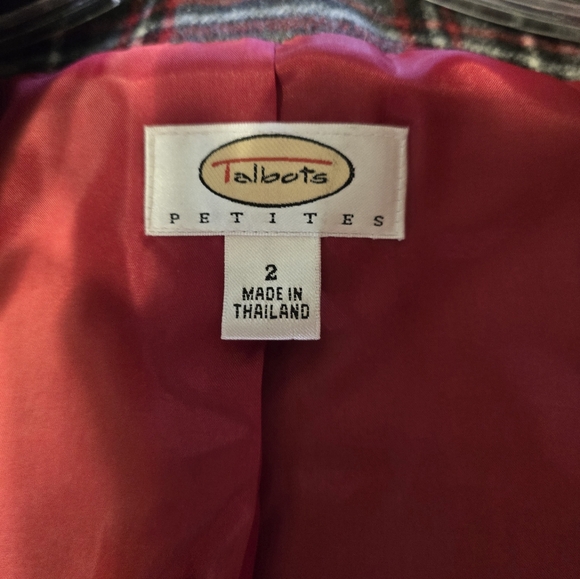 Talbots
PETITES
2
MADE IN
THAILAND